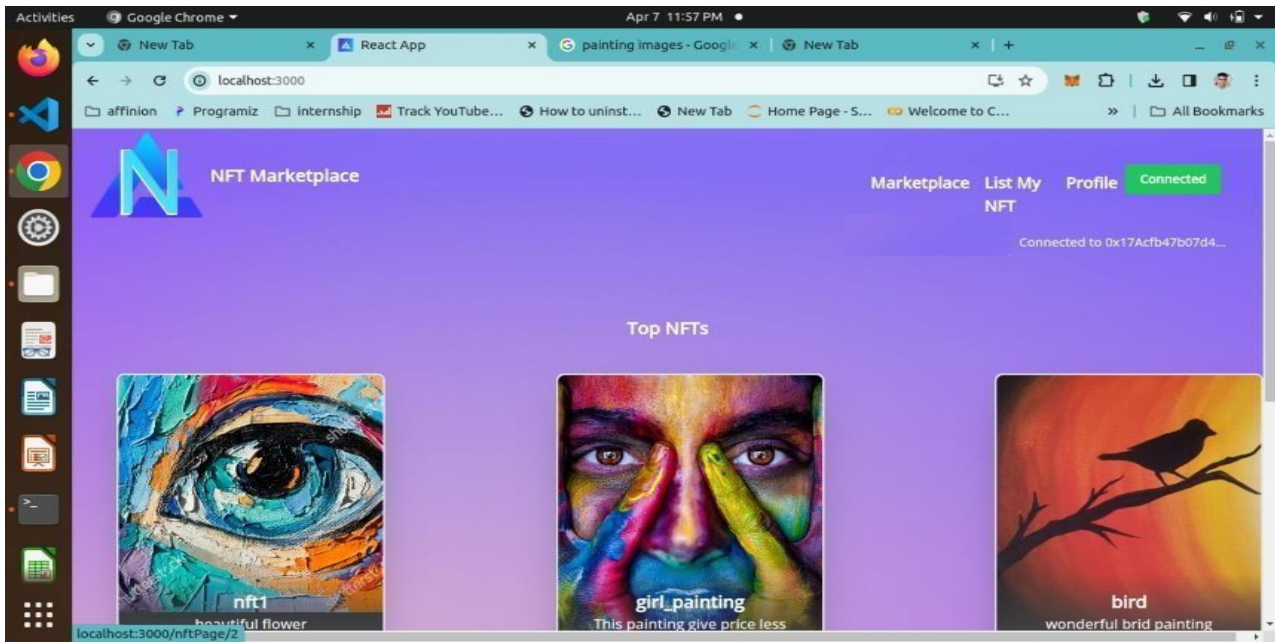 Activities Google Chrome Apr 7 11:57 PM
New Tab React App painting images - Googl New Tab
localhost:3000
affinion Programiz internship Track YouTube... How to uninst... New Tab Home Page - S... Welcome to C... » All Bookmarks
N NFT Marketplace Marketplace List My NFT Profile Connected
Connected to 0x17Acfb47b07d4...
Top NFTs
nft1 girl_painting bird
beautiful flower This painting give price less wonderful brid painting
localhost:3000/nftPage/2